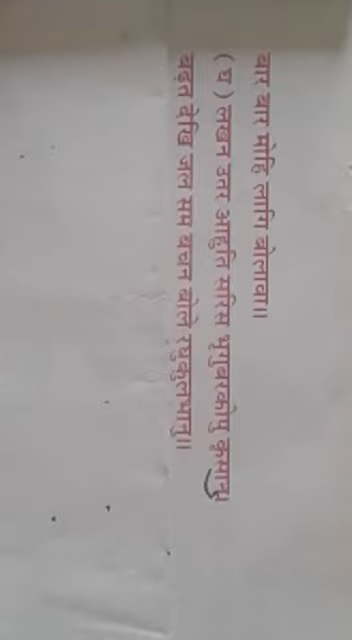 बार बार मोहि लागि बोलावा।।
( घ ) लखन उतर आहुति सरिस भृगुबरकोपु कृसानु।
बढ़त देखि जल सम बचन बोले रघुकुलभानु।।